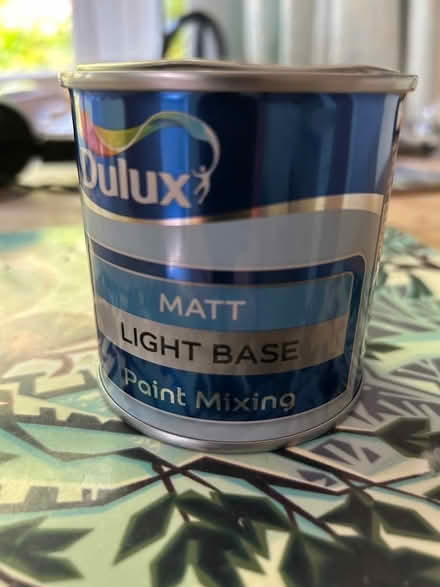 Dulux
MATT
LIGHT BASE
Paint Mixing